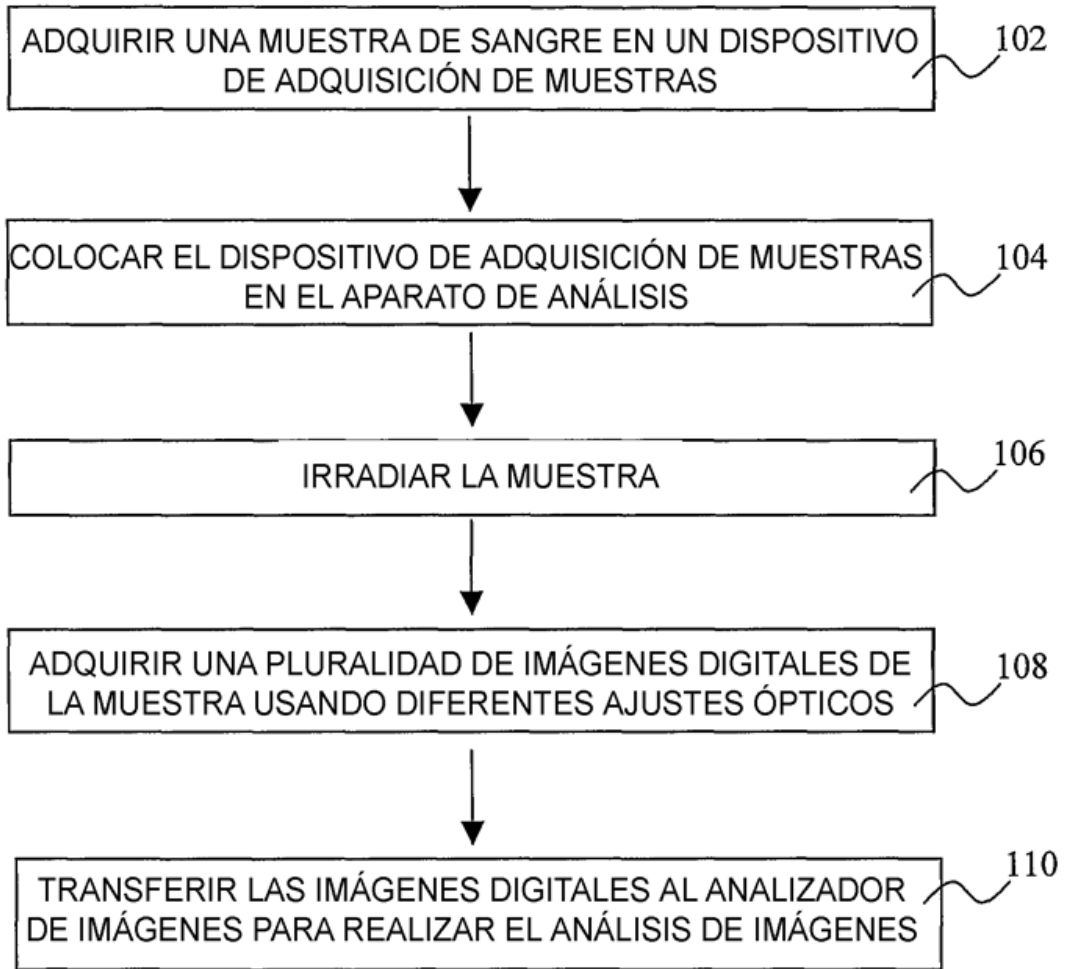 ADQUIRIR UNA MUESTRA DE SANGRE EN UN DISPOSITIVO
DE ADQUISICIÓN DE MUESTRAS
102
COLOCAR EL DISPOSITIVO DE ADQUISICIÓN DE MUESTRAS
EN EL APARATO DE ANÁLISIS
104
IRRADIAR LA MUESTRA
106
ADQUIRIR UNA PLURALIDAD DE IMÁGENES DIGITALES DE
LA MUESTRA USANDO DIFERENTES AJUSTES ÓPTICOS
108
TRANSFERIR LAS IMÁGENES DIGITALES AL ANALIZADOR
DE IMÁGENES PARA REALIZAR EL ANÁLISIS DE IMÁGENES
110